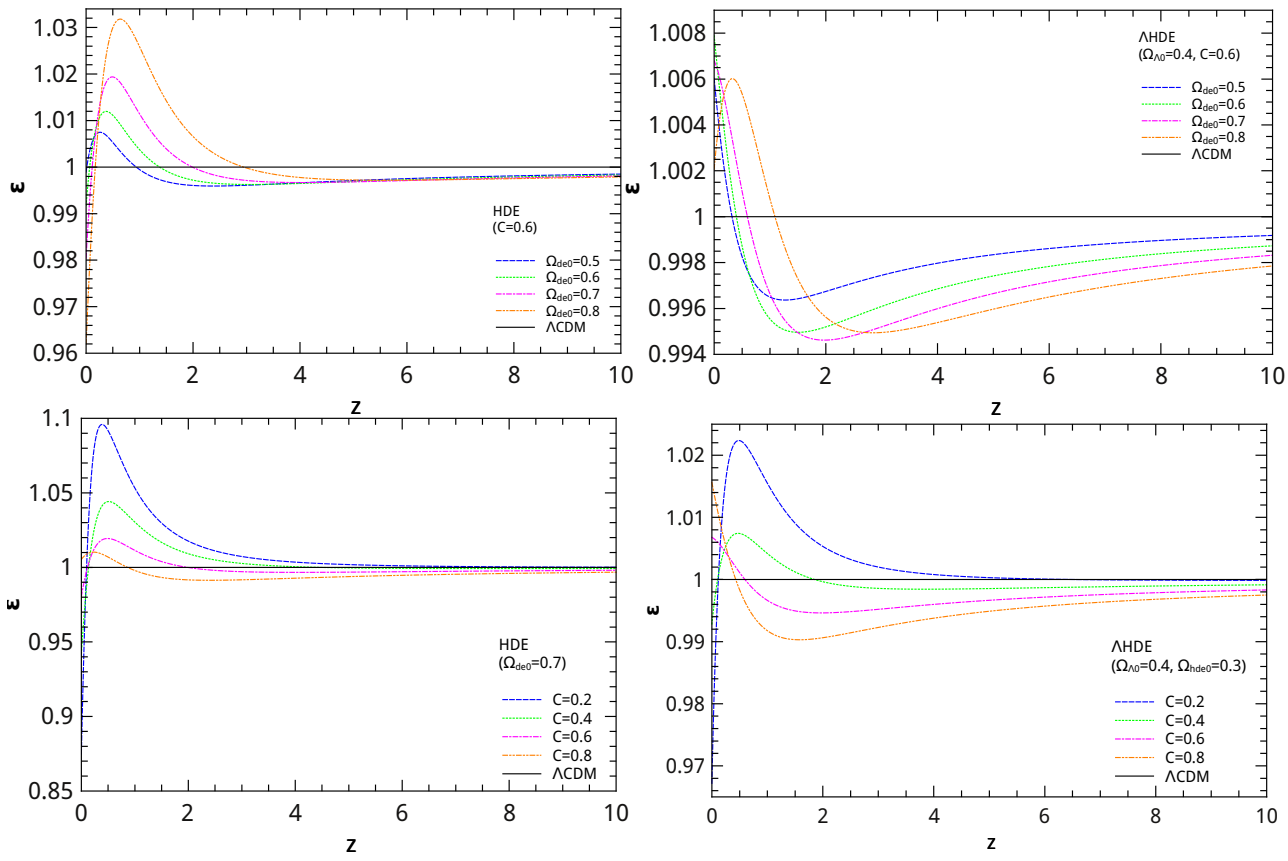 1.03
1.02
1.01
1
0.99
0.98
0.97
0.96
ε
0 2 4 6 8 10
z
HDE
(C=0.6)
Ωde0=0.5
Ωde0=0.6
Ωde0=0.7
Ωde0=0.8
ΛCDM
1.008
1.006
1.004
1.002
1
0.998
0.996
0.994
ε
0 2 4 6 8 10
z
ΛHDE
(ΩΛ0=0.4, C=0.6)
Ωde0=0.5
Ωde0=0.6
Ωde0=0.7
Ωde0=0.8
ΛCDM
1.1
1.05
1
0.95
0.9
0.85
ε
0 2 4 6 8 10
z
HDE
(Ωde0=0.7)
C=0.2
C=0.4
C=0.6
C=0.8
ΛCDM
1.02
1.01
1
0.99
0.98
0.97
ε
0 2 4 6 8 10
z
ΛHDE
(ΩΛ0=0.4, Ωhde0=0.3)
C=0.2
C=0.4
C=0.6
C=0.8
ΛCDM